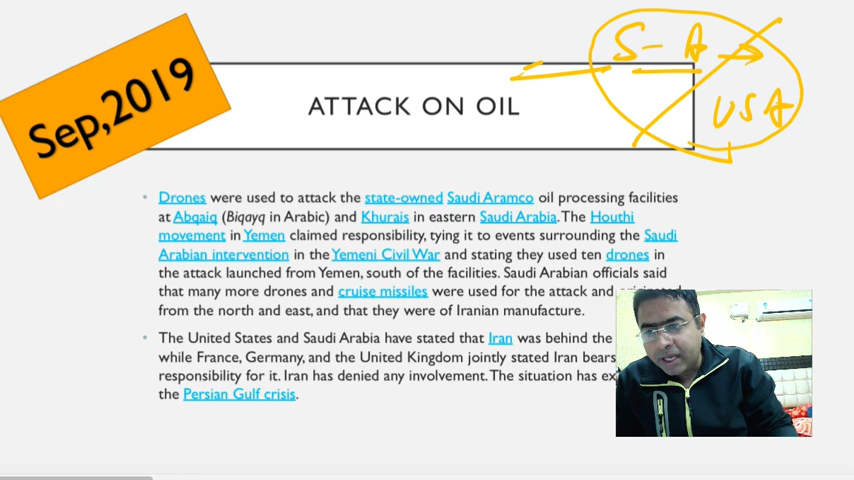 Sep,2019
S-A
USA
ATTACK ON OIL
• Drones were used to attack the state-owned Saudi Aramco oil processing facilities
at Abqaiq (Biqayq in Arabic) and Khurais in eastern Saudi Arabia. The Houthi
movement in Yemen claimed responsibility, tying it to events surrounding the Saudi
Arabian intervention in the Yemeni Civil War and stating they used ten drones in
the attack launched from Yemen, south of the facilities. Saudi Arabian officials said
that many more drones and cruise missiles were used for the attack and
from the north and east, and that they were of Iranian manufacture.
• The United States and Saudi Arabia have stated that Iran was behind the
while France, Germany, and the United Kingdom jointly stated Iran bears
responsibility for it. Iran has denied any involvement. The situation has
the Persian Gulf crisis.